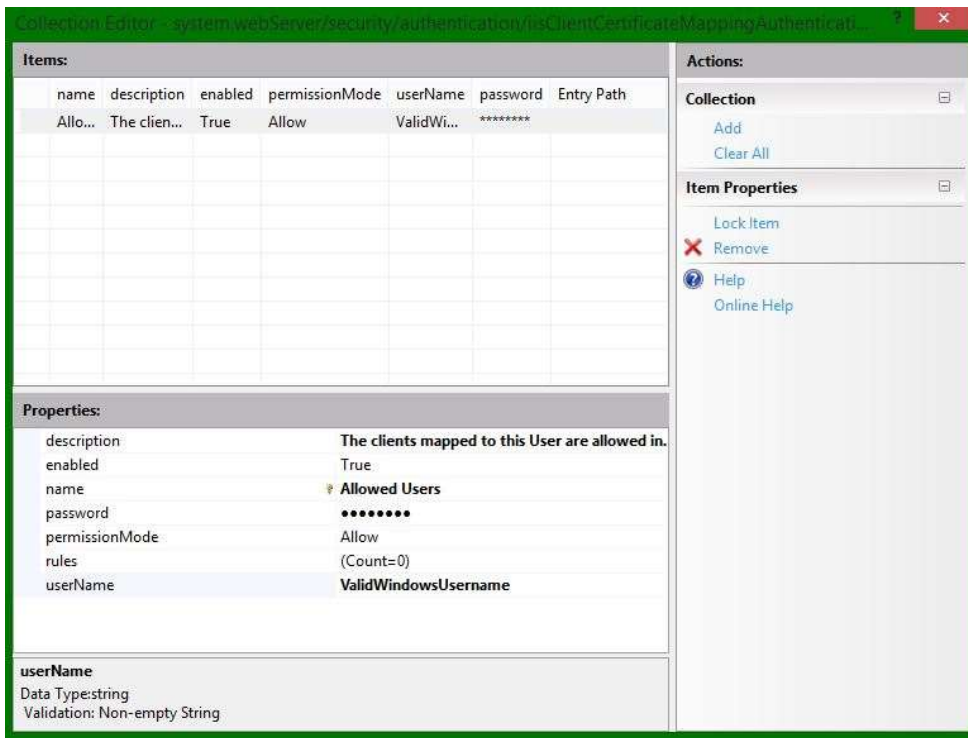 Collection Editor - system.webServer/security/authentication/iisClientCertificateMappingAuthenticati... ?
Items:
name description enabled permissionMode userName password Entry Path
Allo... The clien... True Allow ValidWi... ********
Properties:
description The clients mapped to this User are allowed in.
enabled True
name Allowed Users
password ●●●●●●●●
permissionMode Allow
rules (Count=0)
userName ValidWindowsUsername
userName
Data Type:string
Validation: Non-empty String
Actions:
Collection
Add
Clear All
Item Properties
Lock Item
Remove
Help
Online Help